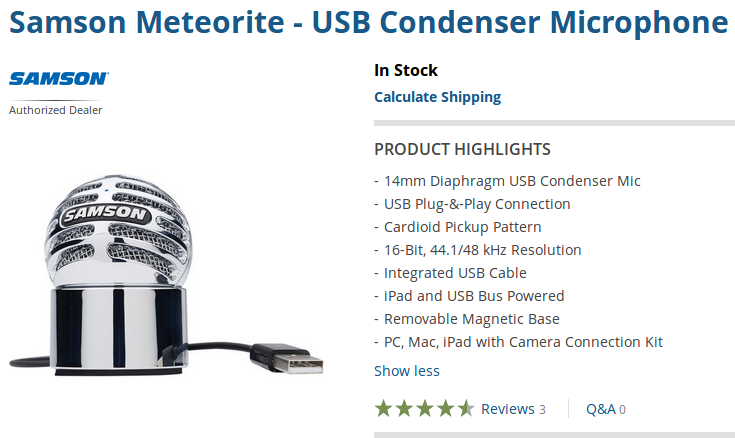 Samson Meteorite - USB Condenser Microphone
SAMSON
Authorized Dealer
SAMSON
In Stock
Calculate Shipping
PRODUCT HIGHLIGHTS
- 14mm Diaphragm USB Condenser Mic
- USB Plug-&-Play Connection
- Cardioid Pickup Pattern
- 16-Bit, 44.1/48 kHz Resolution
- Integrated USB Cable
- iPad and USB Bus Powered
- Removable Magnetic Base
- PC, Mac, iPad with Camera Connection Kit
Show less
Reviews 3 Q&A 0